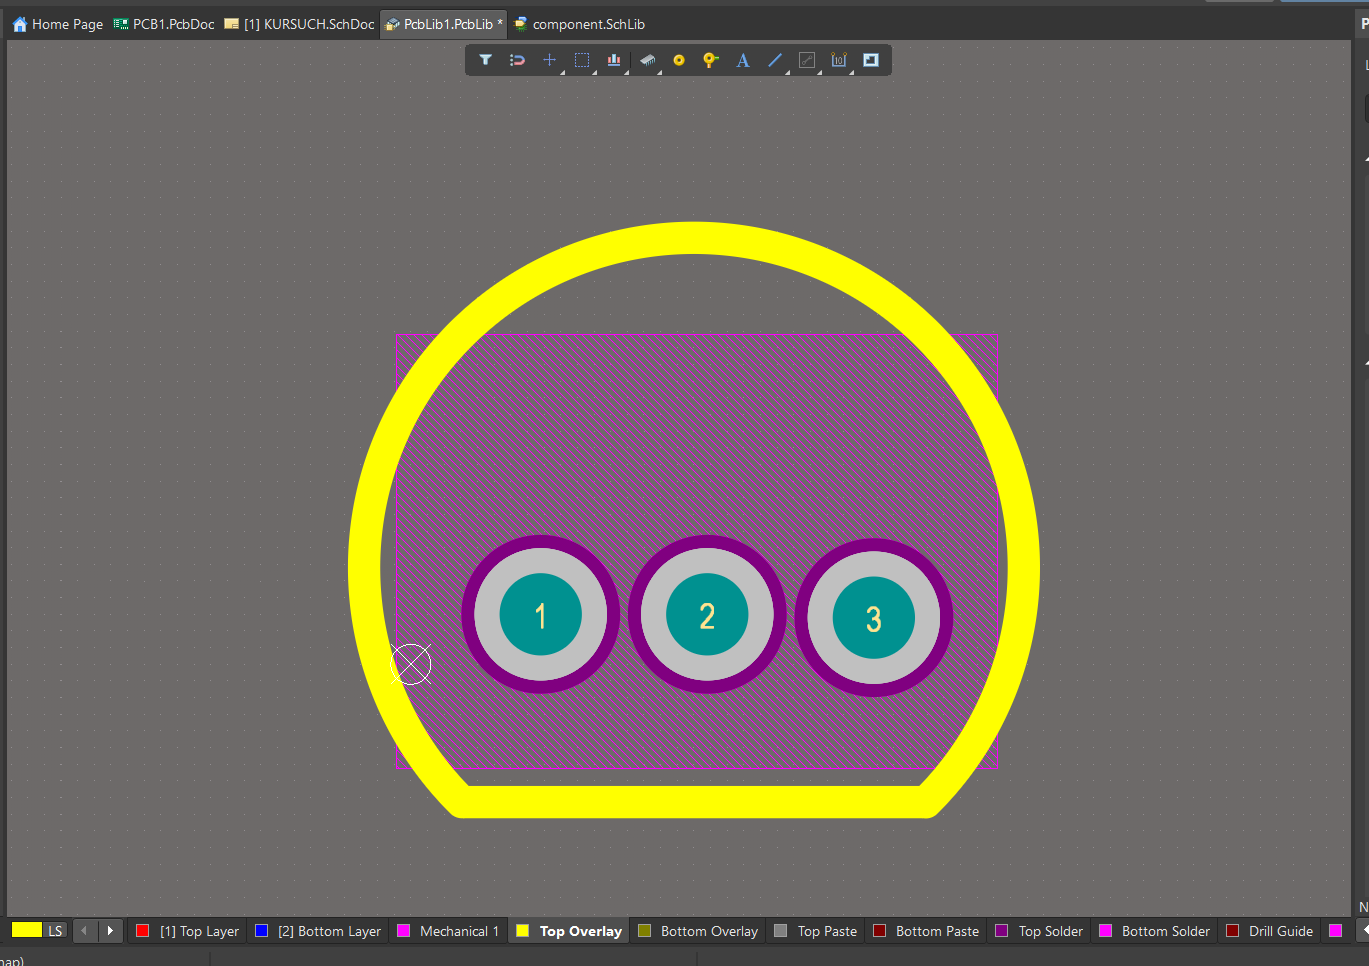 Home Page PCB1.PcbDoc [1] KURSUCH.SchDoc PcbLib1.PcbLib * component.SchLib
A
10
1 2 3
LS [1] Top Layer [2] Bottom Layer Mechanical 1 Top Overlay Bottom Overlay Top Paste Bottom Paste Top Solder Bottom Solder Drill Guide